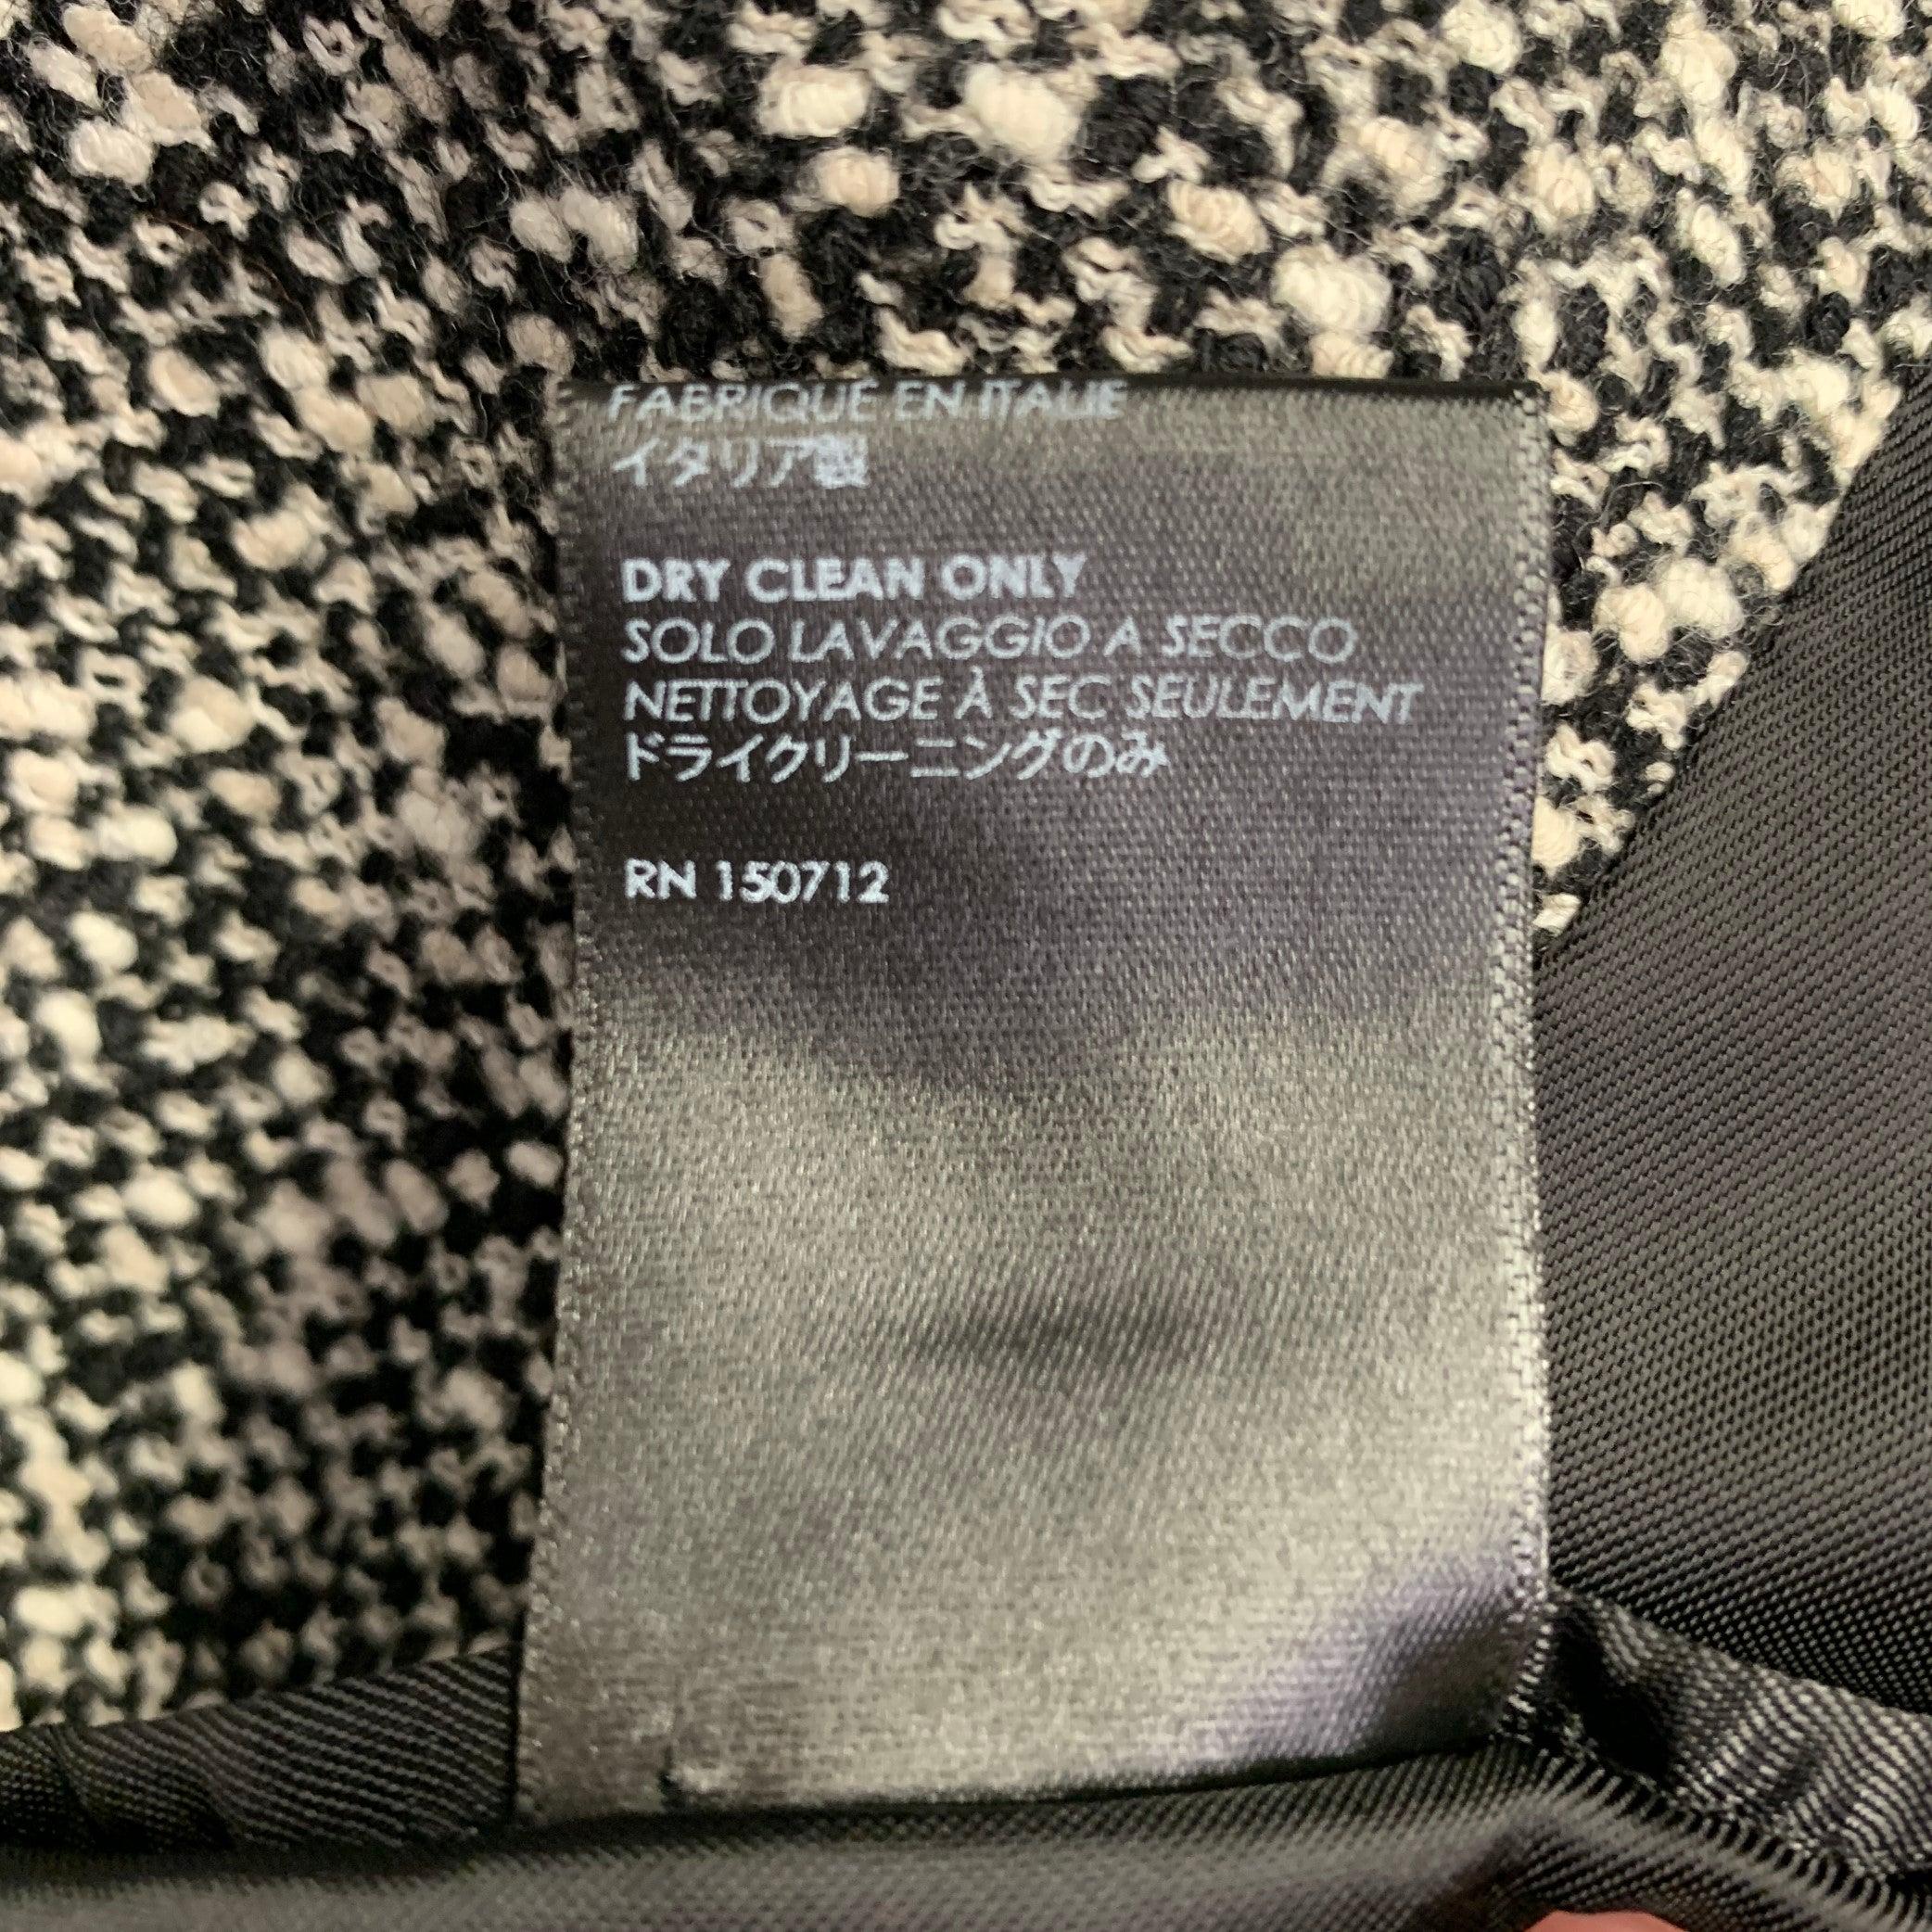 FABRIQUÉ EN ITALIE
イタリア製
DRY CLEAN ONLY
SOLO LAVAGGIO A SECCO
NETTOYAGE À SEC SEULEMENT
ドライクリーニングのみ
RN 150712